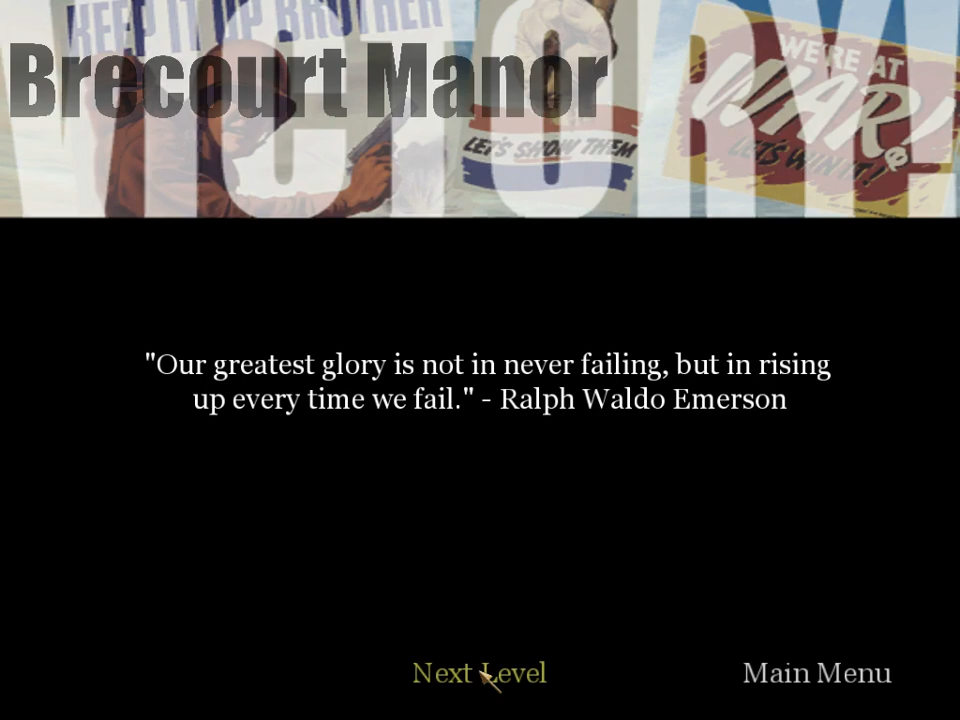 KEEP IT UP BROTHER
VICTORY
Brecourt Manor
WE'RE AT
WAR!
LET'S SHOW THEM
LET'S WIN IT!
"Our greatest glory is not in never failing, but in rising
up every time we fail." - Ralph Waldo Emerson
Next Level
Main Menu